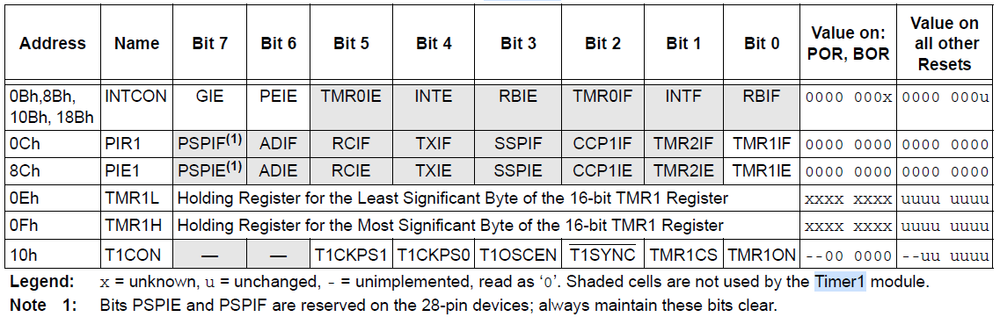 Address Name Bit 7 Bit 6 Bit 5 Bit 4 Bit 3 Bit 2 Bit 1 Bit 0 Value on: POR, BOR Value on all other Resets
0Bh,8Bh, 10Bh, 18Bh INTCON GIE PEIE TMR0IE INTE RBIE TMR0IF INTF RBIF 0000 000x 0000 000u
0Ch PIR1 PSPIF(1) ADIF RCIF TXIF SSPIF CCP1IF TMR2IF TMR1IF 0000 0000 0000 0000
8Ch PIE1 PSPIE(1) ADIE RCIE TXIE SSPIE CCP1IE TMR2IE TMR1IE 0000 0000 0000 0000
0Eh TMR1L Holding Register for the Least Significant Byte of the 16-bit TMR1 Register xxxx xxxx uuuu uuuu
0Fh TMR1H Holding Register for the Most Significant Byte of the 16-bit TMR1 Register xxxx xxxx uuuu uuuu
10h T1CON — — T1CKPS1 T1CKPS0 T1OSCEN T1SYNC TMR1CS TMR1ON --00 0000 --uu uuuu
Legend: x = unknown, u = unchanged, - = unimplemented, read as ‘0’. Shaded cells are not used by the Timer1 module.
Note 1: Bits PSPIE and PSPIF are reserved on the 28-pin devices; always maintain these bits clear.